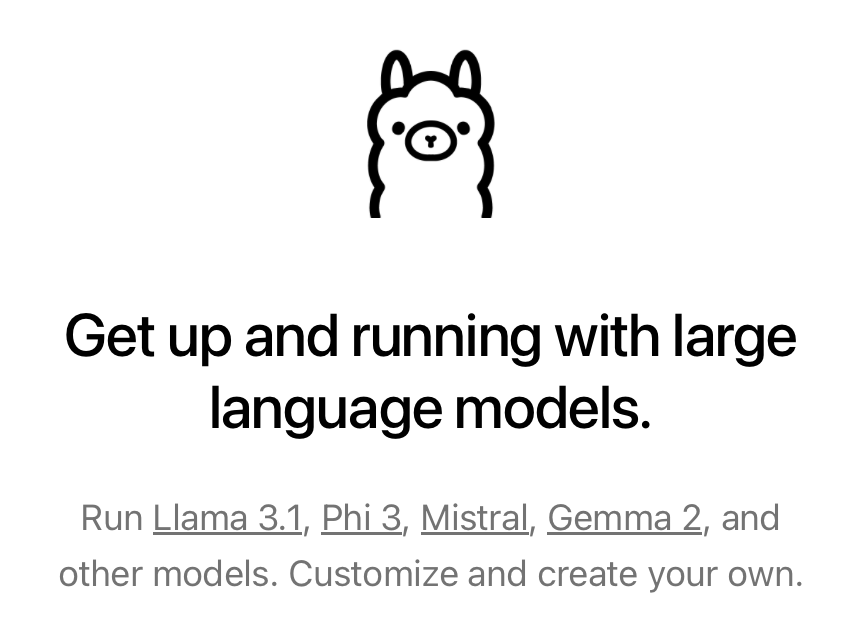 Get up and running with large
language models.
Run Llama 3.1, Phi 3, Mistral, Gemma 2, and
other models. Customize and create your own.